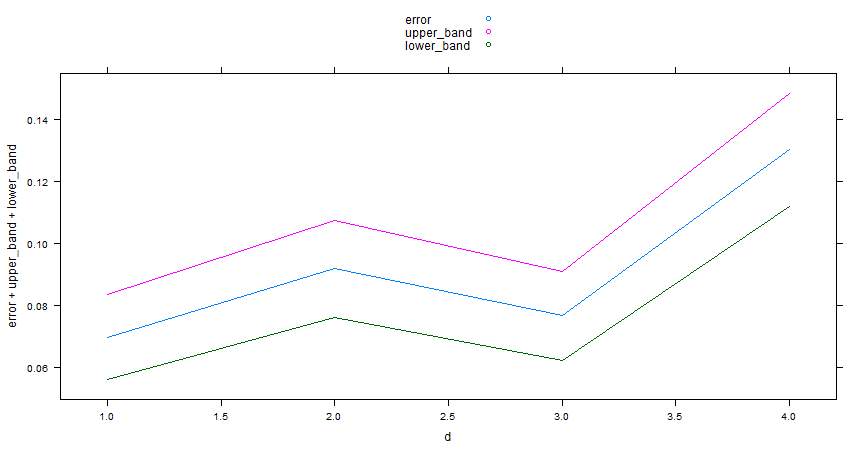 error
upper_band
lower_band
0.14
0.12
0.10
0.08
0.06
error + upper_band + lower_band
1.0 1.5 2.0 2.5 3.0 3.5 4.0
d